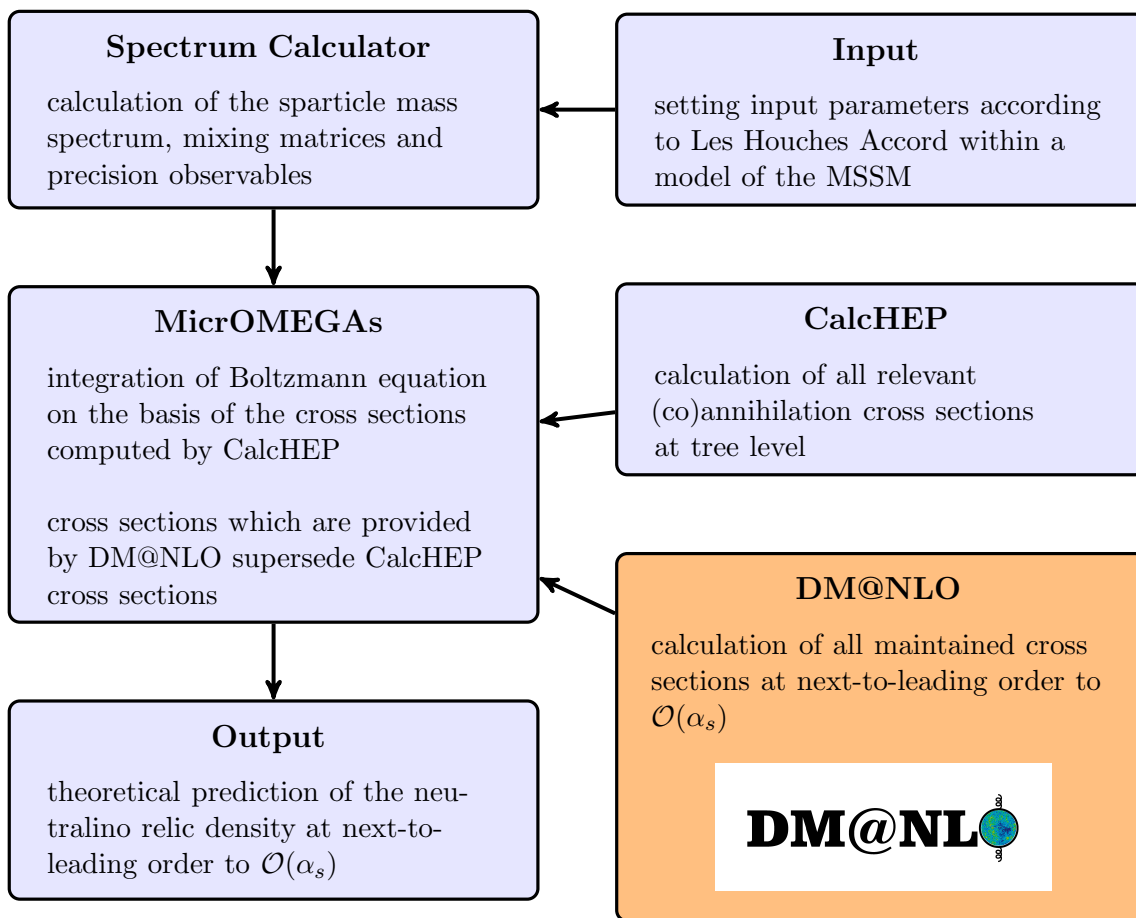 Spectrum Calculator
calculation of the sparticle mass
spectrum, mixing matrices and
precision observables
Input
setting input parameters according
to Les Houches Accord within a
model of the MSSM
MicrOMEGAs
integration of Boltzmann equation
on the basis of the cross sections
computed by CalcHEP
cross sections which are provided
by DM@NLO supersede CalcHEP
cross sections
CalcHEP
calculation of all relevant
(co)annihilation cross sections
at tree level
DM@NLO
calculation of all maintained cross
sections at next-to-leading order to
𝒪(αₛ)
DM@NLO
Output
theoretical prediction of the neu-
tralino relic density at next-to-
leading order to 𝒪(αₛ)